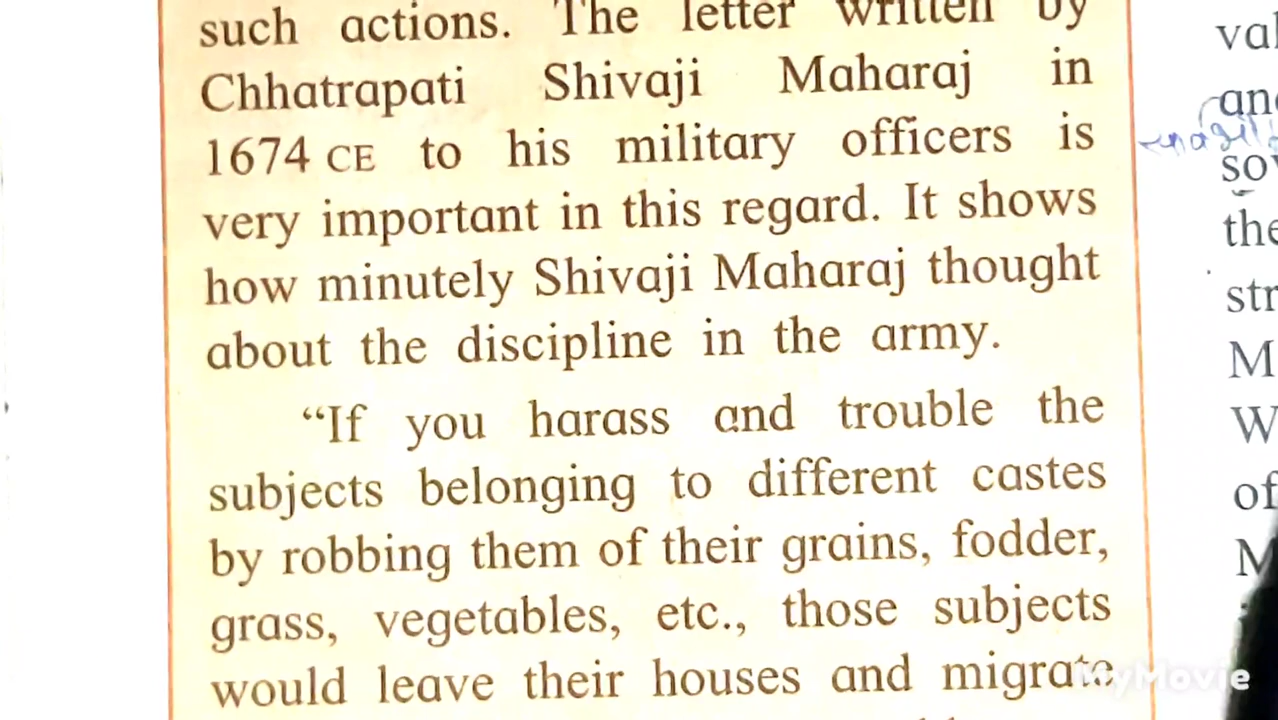 such actions. The letter written by
Chhatrapati Shivaji Maharaj in
1674 CE to his military officers is
very important in this regard. It shows
how minutely Shivaji Maharaj thought
about the discipline in the army.
“If you harass and trouble the
subjects belonging to different castes
by robbing them of their grains, fodder,
grass, vegetables, etc., those subjects
would leave their houses and migrate
MyMovie